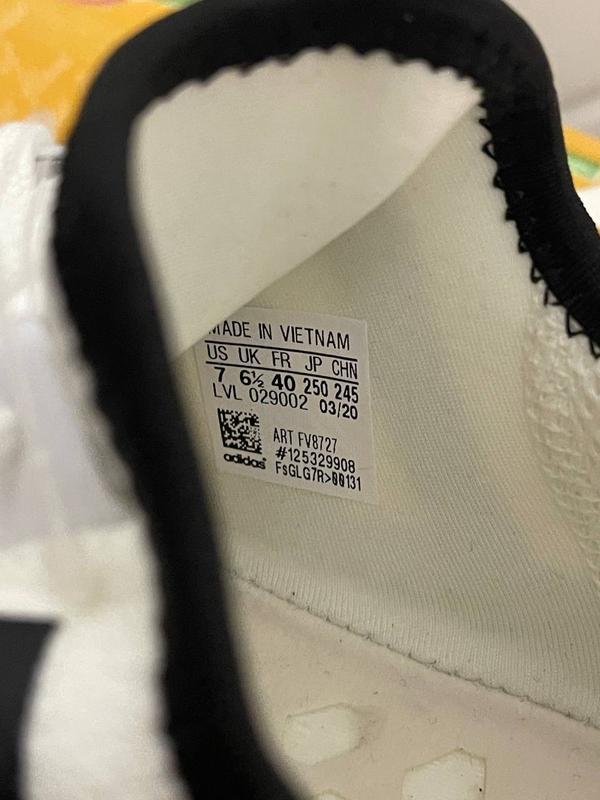 MADE IN VIETNAM
US UK FR JP CHN
7 6½ 40 250 245
LVL 029002 03/20
ART FV8727
#125329908
adidas FsGLG7R>00131